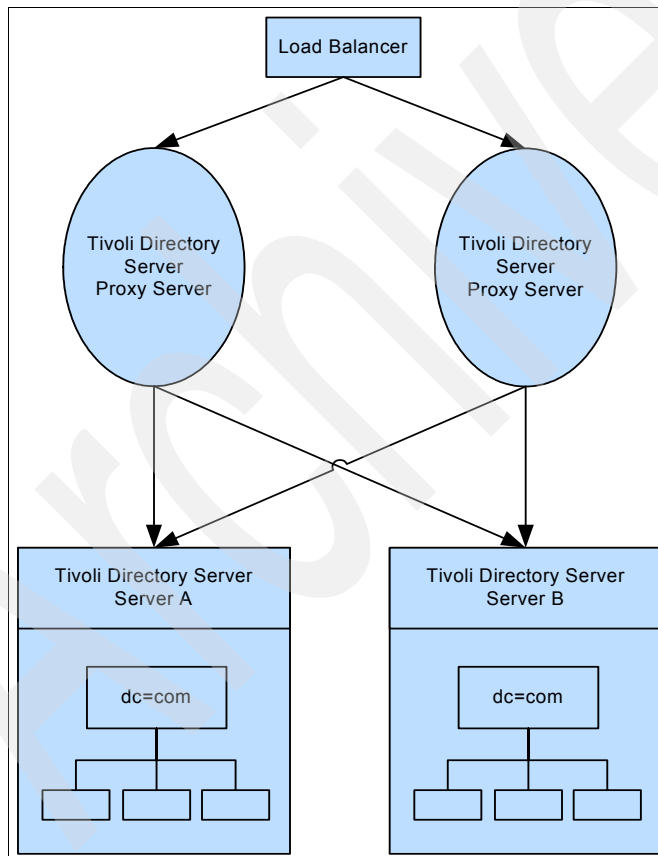 Load Balancer
Tivoli Directory
Server
Proxy Server
Tivoli Directory
Server
Proxy Server
Tivoli Directory Server
Server A
Tivoli Directory Server
Server B
dc=com
dc=com
Archive